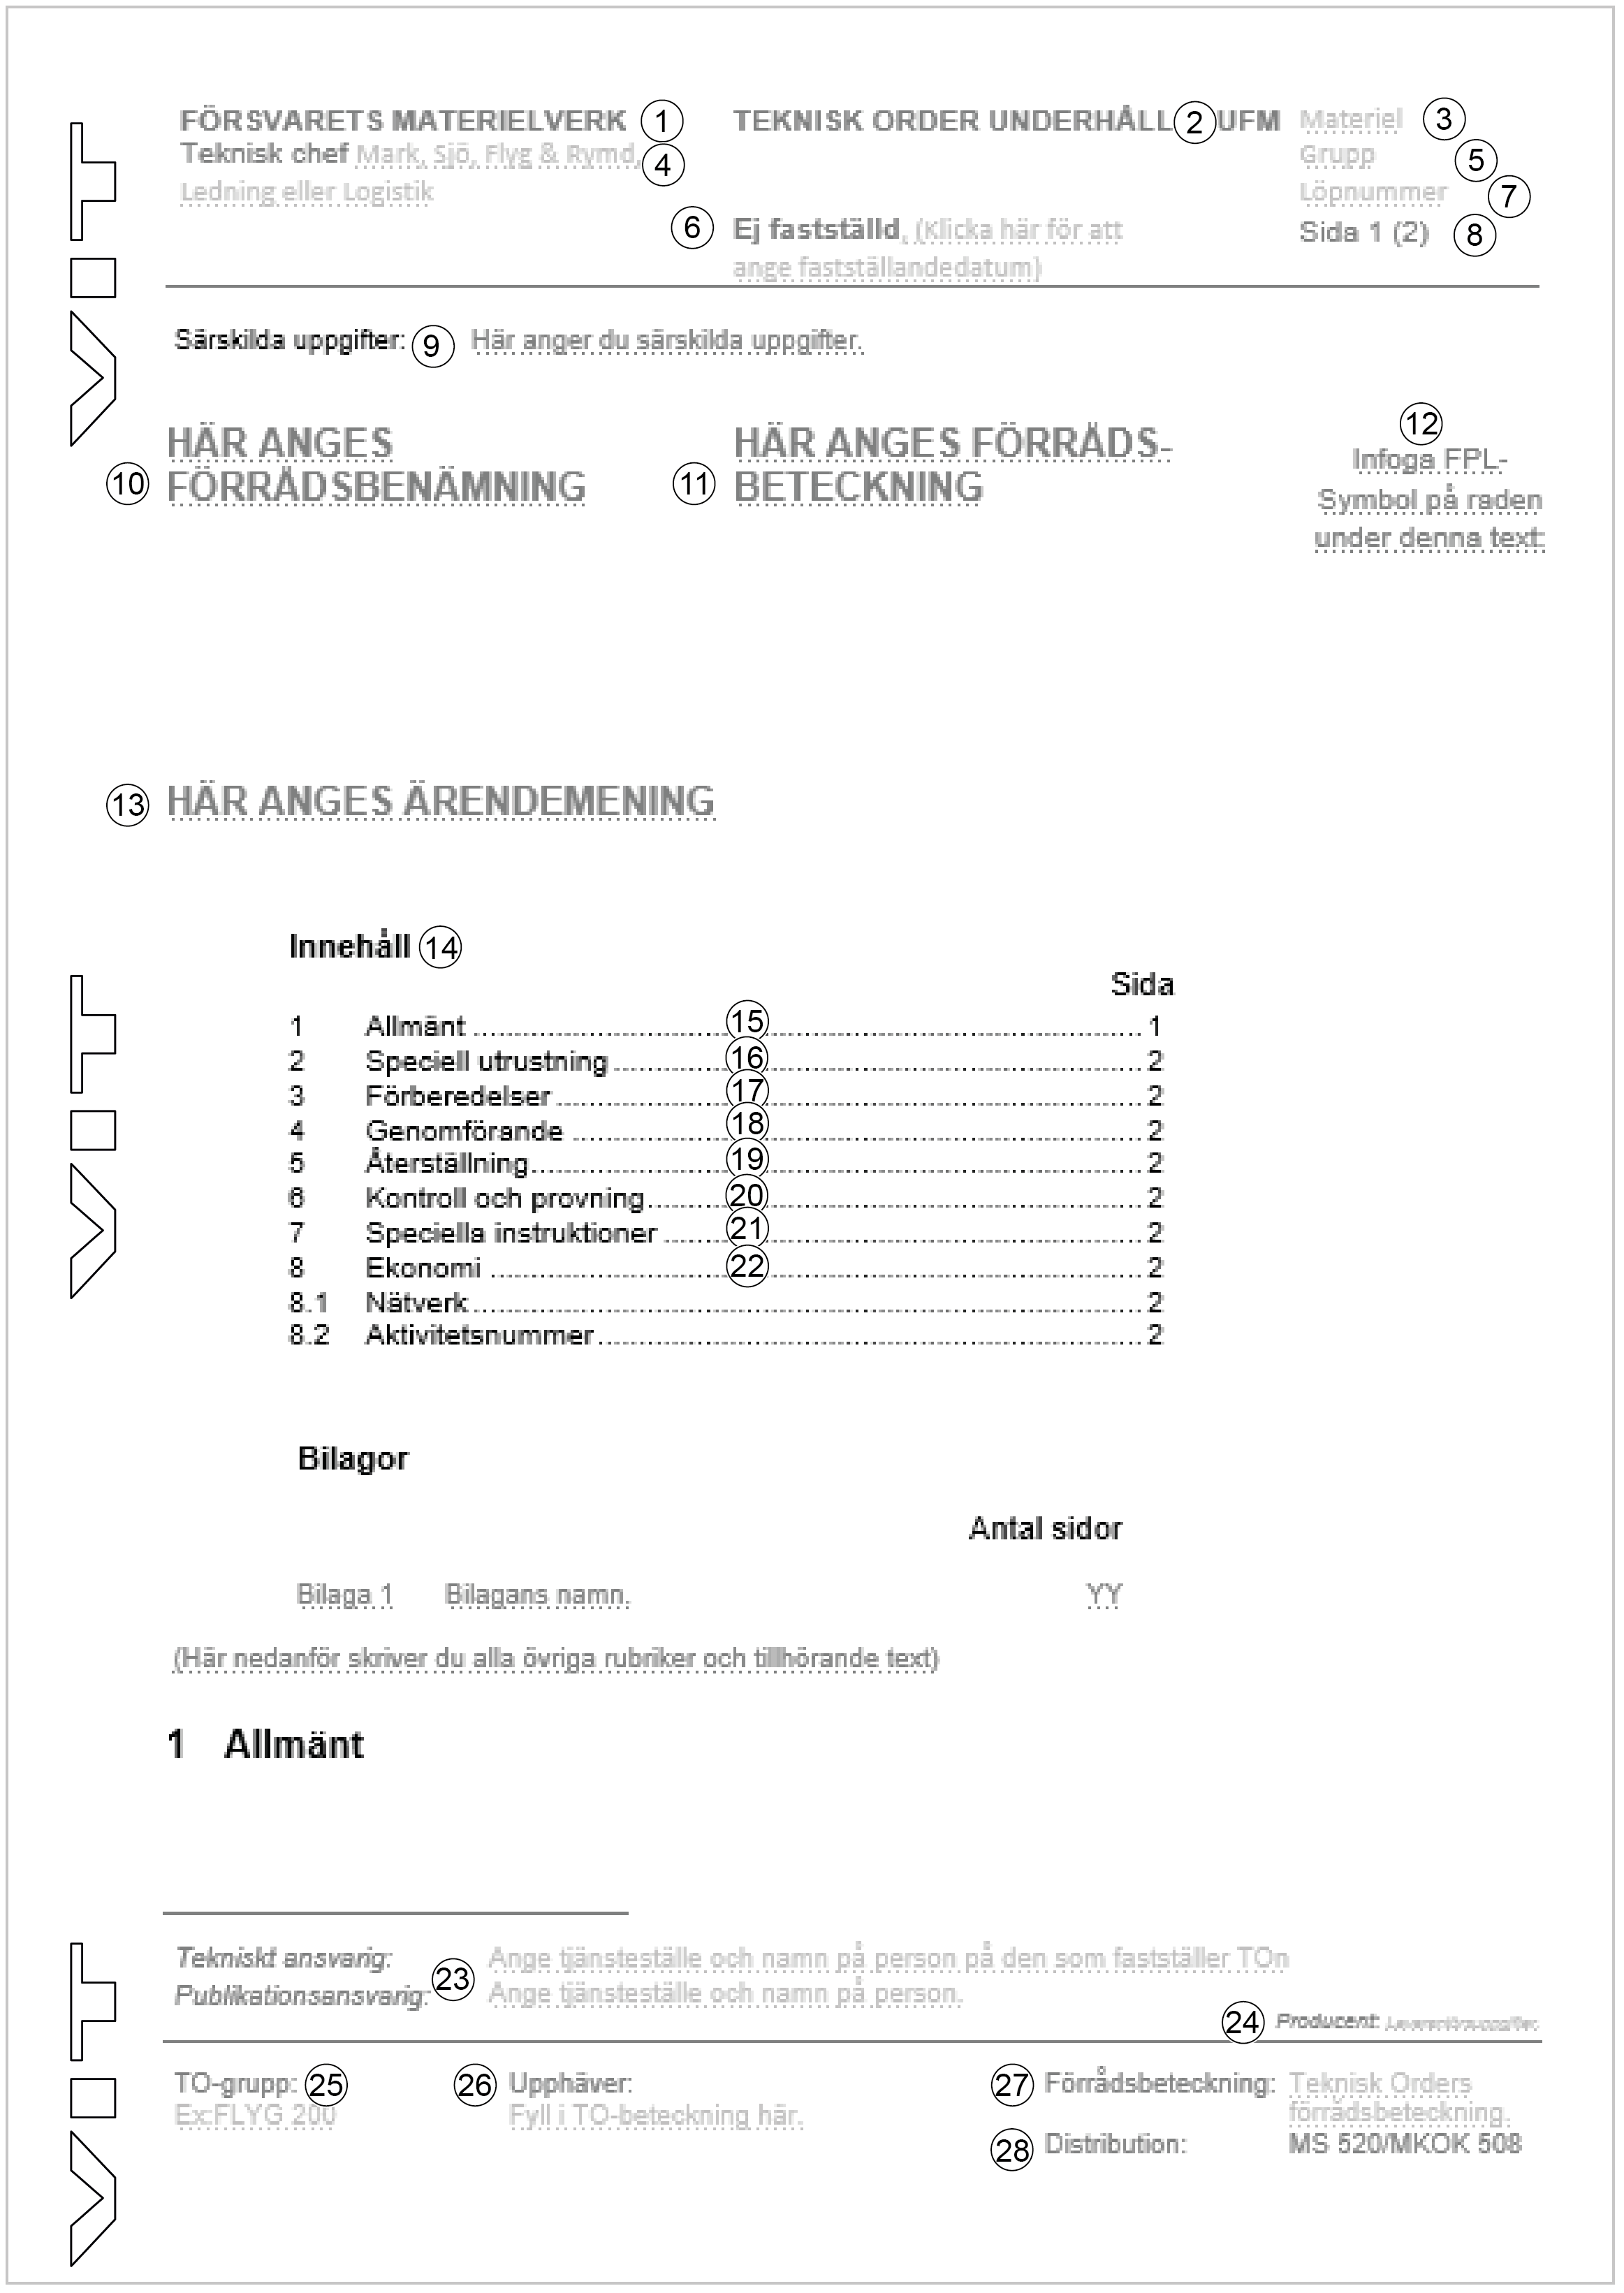 FÖRSVARETS MATERIELVERK 1 TEKNISK ORDER UNDERHÅLL 2 UFM Materiel 3
Teknisk chef Mark, Sjö, Flyg & Rymd, 4 Grupp 5
Ledning eller Logistik Löpnummer 7
6 Ej fastställd, (Klicka här för att Sida 1 (2) 8
ange fastställandedatum)
Särskilda uppgifter: 9 Här anger du särskilda uppgifter.
12
HÄR ANGES HÄR ANGES FÖRRÅDS- Infoga FPL-
10 FÖRRÅDSBENÄMNING 11 BETECKNING Symbol på raden
under denna text:
13 HÄR ANGES ÄRENDEMENING
Innehåll 14
Sida
1 Allmänt 15 1
2 Speciell utrustning 16 2
3 Förberedelser 17 2
4 Genomförande 18 2
5 Återställning 19 2
6 Kontroll och provning 20 2
7 Speciella instruktioner 21 2
8 Ekonomi 22 2
8.1 Nätverk 2
8.2 Aktivitetsnummer 2
Bilagor
Antal sidor
Bilaga 1 Bilagans namn. YY
(Här nedanför skriver du alla övriga rubriker och tillhörande text)
1 Allmänt
Tekniskt ansvarig: Ange tjänsteställe och namn på person på den som fastställer TOn
23
Publikationsansvarig: Ange tjänsteställe och namn på person.
24 Producent: Leverantörsuppgifter.
TO-grupp: 25 26 Upphäver: 27 Förrådsbeteckning: Teknisk Orders
Ex:FLYG 200 Fyll i TO-beteckning här. förrådsbeteckning.
28 Distribution: MS 520/MKOK 508
TIV
TIV
TIV